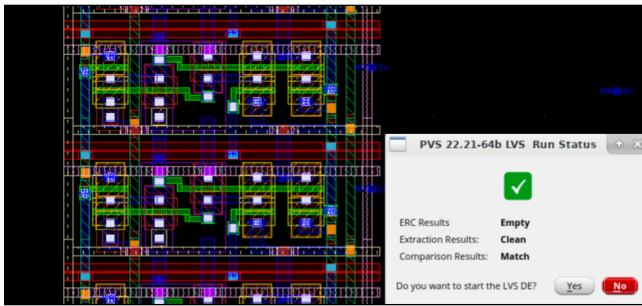 PVS 22.21-64b LVS Run Status
ERC Results Empty
Extraction Results: Clean
Comparison Results: Match
Do you want to start the LVS DE? Yes No